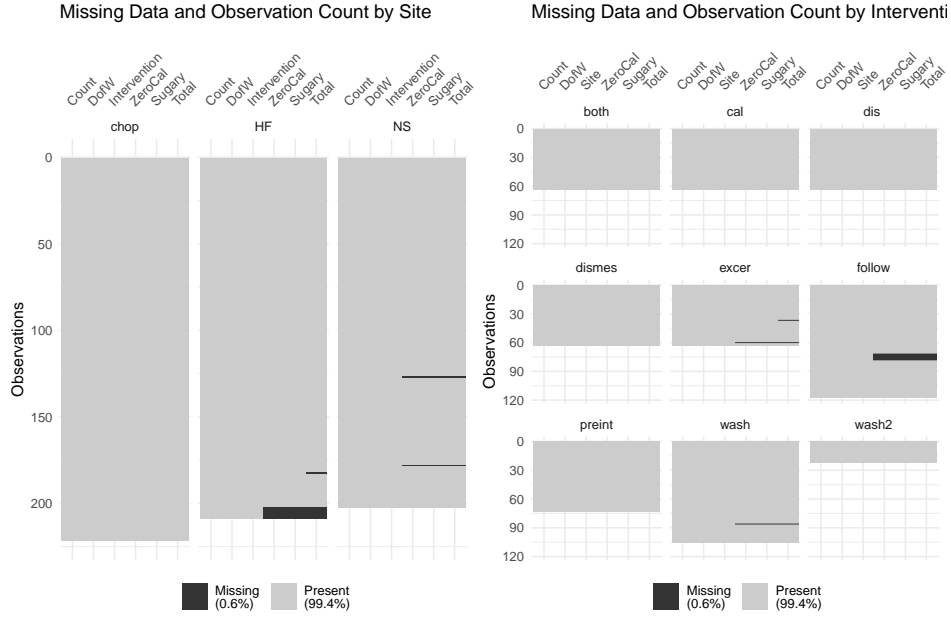 Missing Data and Observation Count by Site
Count
DofW
Intervention
ZeroCal
Sugary
Total
Count
DofW
Intervention
ZeroCal
Sugary
Total
Count
DofW
Intervention
ZeroCal
Sugary
Total
chop
HF
NS
0
50
100
150
200
Observations
Missing
(0.6%)
Present
(99.4%)
Missing Data and Observation Count by Interventi
Count
DofW
Site
ZeroCal
Sugary
Total
Count
DofW
Site
ZeroCal
Sugary
Total
Count
DofW
Site
ZeroCal
Sugary
Total
both
cal
dis
0
30
60
90
120
dismes
excer
follow
0
30
60
90
120
preint
wash
wash2
0
30
60
90
120
Observations
Missing
(0.6%)
Present
(99.4%)